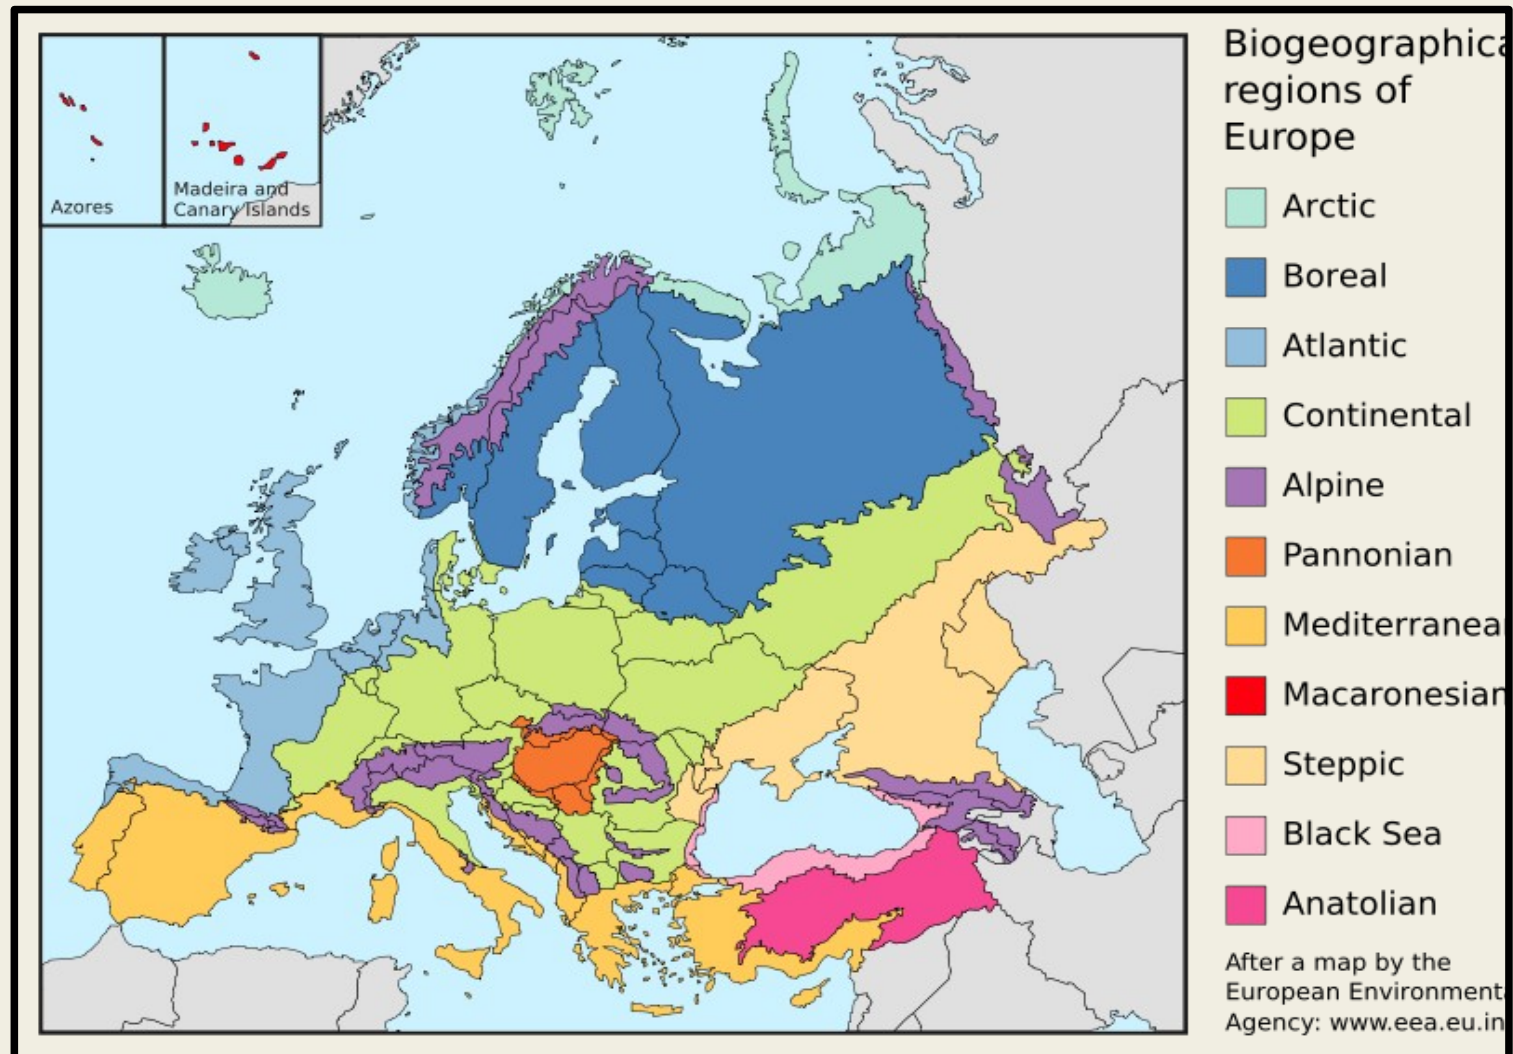 Azores
Madeira and
Canary Islands
Biogeographica
regions of
Europe
Arctic
Boreal
Atlantic
Continental
Alpine
Pannonian
Mediterranea
Macaronesian
Steppic
Black Sea
Anatolian
After a map by the
European Environmenta
Agency: www.eea.eu.in